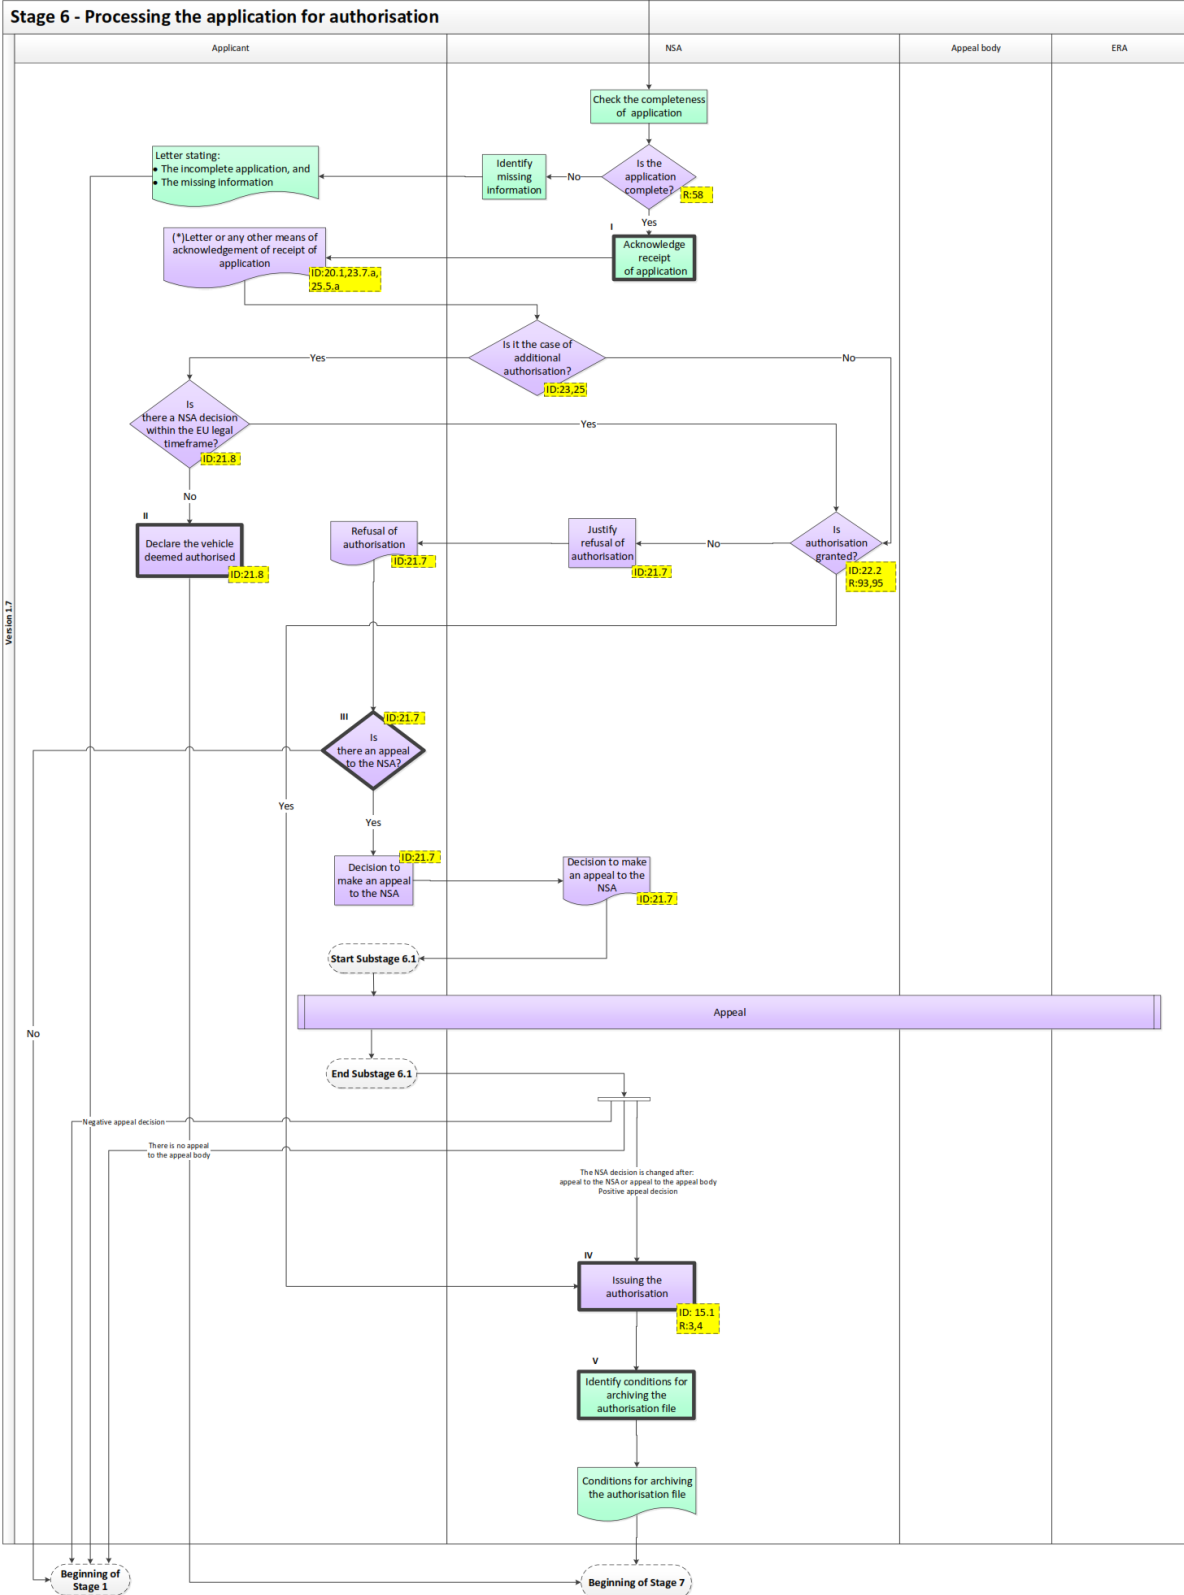 Stage 6 - Processing the application for authorisation
Applicant
NSA
Appeal body
ERA
Version 1.7
Check the completeness
of application
Is the
application
complete?
R:58
No
Identify
missing
information
Letter stating:
• The incomplete application, and
• The missing information
Yes
I
Acknowledge
receipt
of application
(*)Letter or any other means of
acknowledgement of receipt of
application
ID:20.1,23.7.a,
25.5.a
Is it the case of
additional
authorisation?
ID:23,25
Yes
No
Is
there a NSA decision
within the EU legal
timeframe?
ID:21.8
Yes
No
II
Declare the vehicle
deemed authorised
ID:21.8
Is
authorisation
granted?
ID:22.2
R:93,95
No
Justify
refusal of
authorisation
ID:21.7
Refusal of
authorisation
ID:21.7
III
ID:21.7
Is
there an appeal
to the NSA?
Yes
Yes
ID:21.7
Decision to
make an appeal
to the NSA
Decision to make
an appeal to the
NSA
ID:21.7
Start Substage 6.1
Appeal
No
End Substage 6.1
Negative appeal decision
There is no appeal
to the appeal body
The NSA decision is changed after:
appeal to the NSA or appeal to the appeal body
Positive appeal decision
IV
Issuing the
authorisation
ID: 15.1
R:3,4
V
Identify conditions for
archiving the
authorisation file
Conditions for archiving
the authorisation file
Beginning of
Stage 1
Beginning of Stage 7